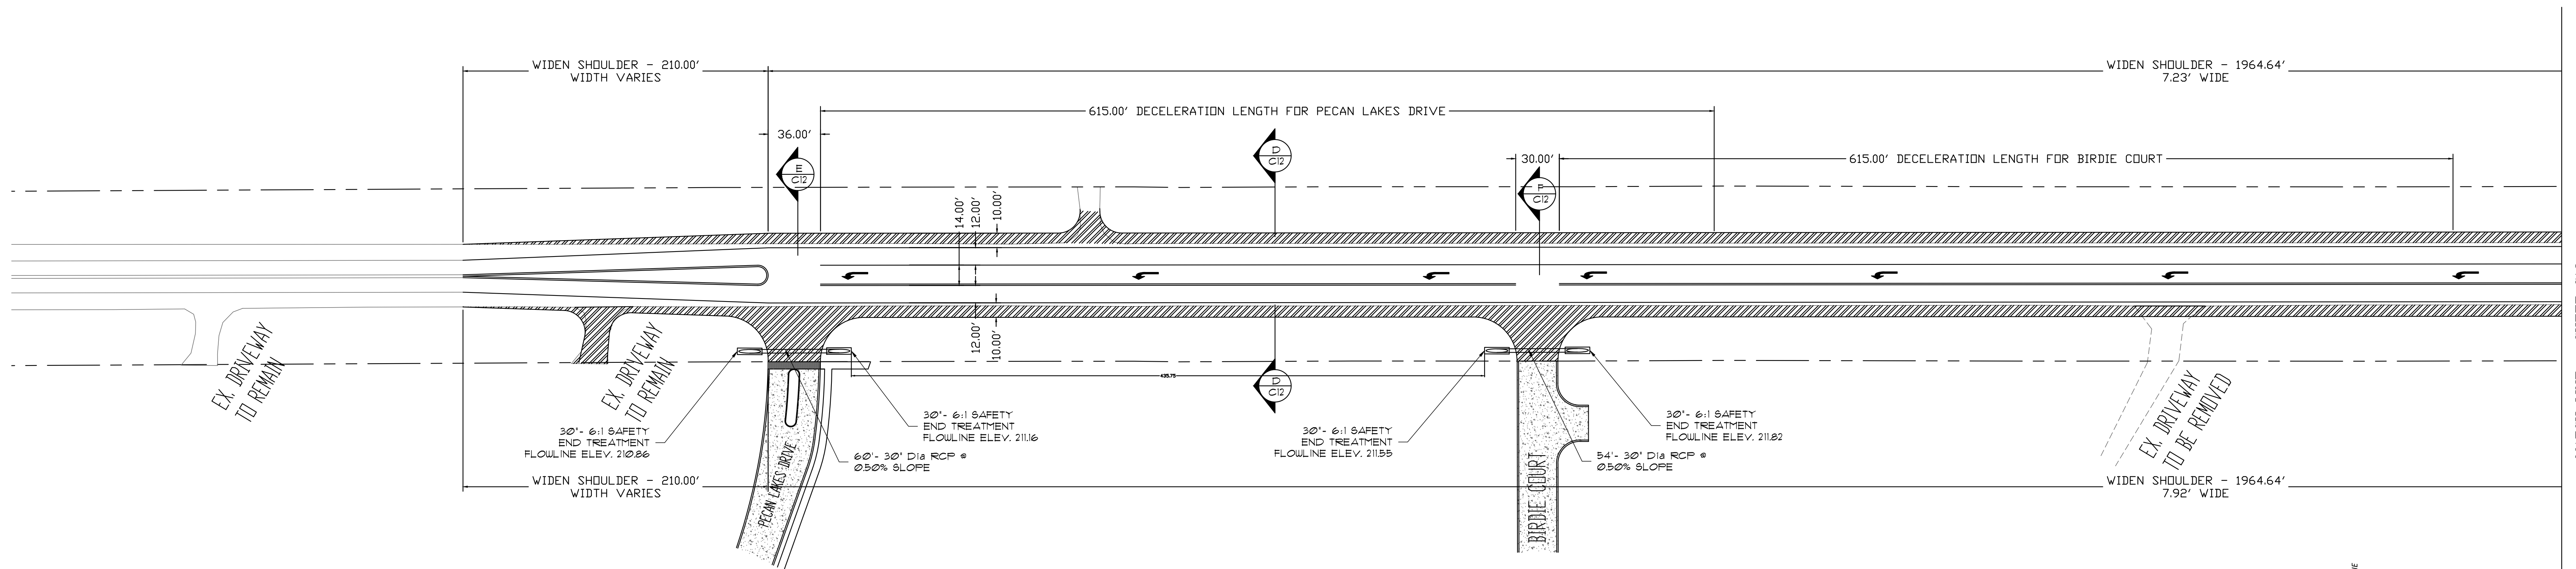 WIDEN SHOULDER - 210.00'
WIDTH VARIES
WIDEN SHOULDER - 1964.64'
7.23' WIDE
615.00' DECELERATION LENGTH FOR PECAN LAKES DRIVE
36.00'
E
C12
D
C12
30.00'
615.00' DECELERATION LENGTH FOR BIRDIE COURT
F
C12
14.00'
12.00'
10.00'
12.00'
10.00'
EX. DRIVEWAY
TO REMAIN
EX. DRIVEWAY
TO REMAIN
435.75
D
C12
EX. DRIVEWAY
TO BE REMOVED
30"- 6:1 SAFETY
END TREATMENT
FLOWLINE ELEV. 210.86
30"- 6:1 SAFETY
END TREATMENT
FLOWLINE ELEV. 211.16
60'- 30" Dia RCP @
0.50% SLOPE
30"- 6:1 SAFETY
END TREATMENT
FLOWLINE ELEV. 211.55
30"- 6:1 SAFETY
END TREATMENT
FLOWLINE ELEV. 211.82
54'- 30" Dia RCP @
0.50% SLOPE
PECAN LAKES DRIVE
BIRDIE COURT
WIDEN SHOULDER - 210.00'
WIDTH VARIES
WIDEN SHOULDER - 1964.64'
7.92' WIDE